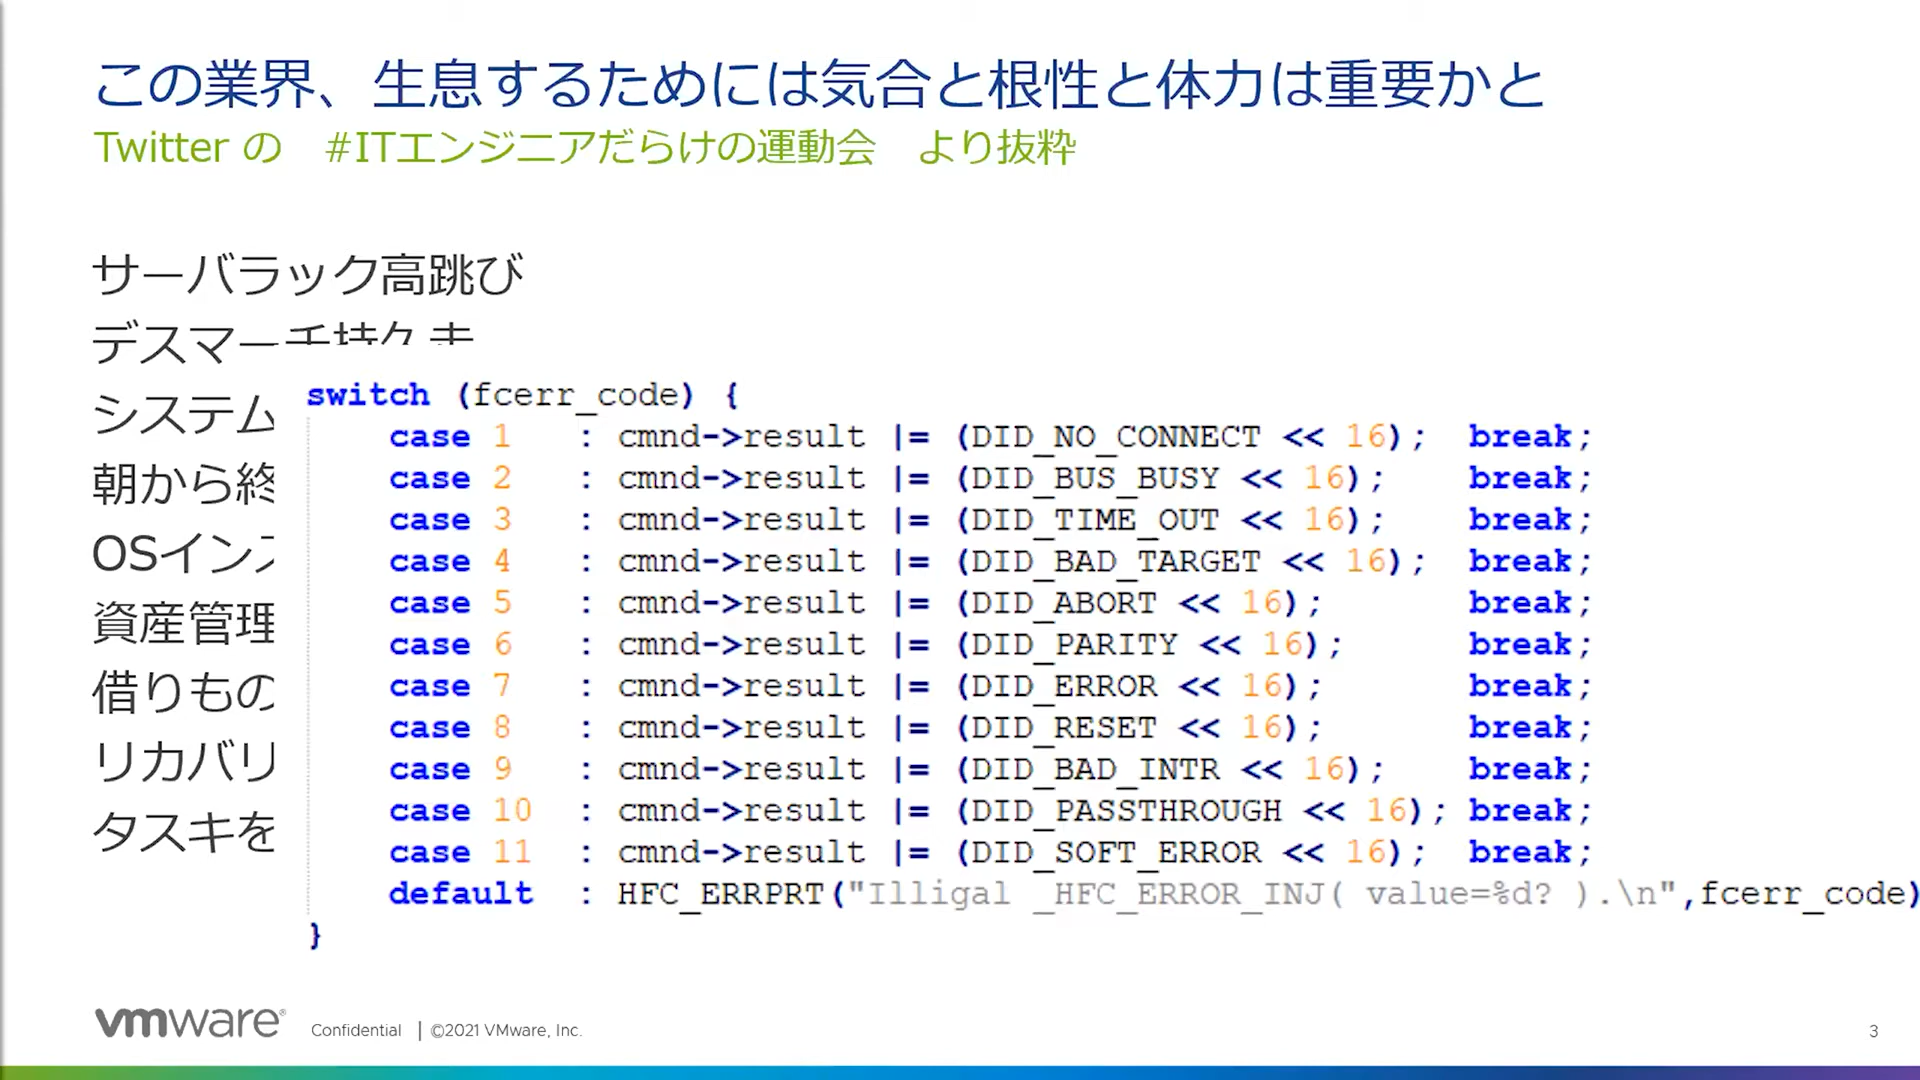 この業界、生息するためには気合と根性と体力は重要かと
Twitter の　#ITエンジニアだらけの運動会　より抜粋
サーバラック高跳び
デスマーチ持久走
システム
朝から終
OSインス
資産管理
借りもの
リカバリ
タスキを
switch (fcerr_code) {
case 1 : cmnd->result |= (DID_NO_CONNECT << 16); break;
case 2 : cmnd->result |= (DID_BUS_BUSY << 16); break;
case 3 : cmnd->result |= (DID_TIME_OUT << 16); break;
case 4 : cmnd->result |= (DID_BAD_TARGET << 16); break;
case 5 : cmnd->result |= (DID_ABORT << 16); break;
case 6 : cmnd->result |= (DID_PARITY << 16); break;
case 7 : cmnd->result |= (DID_ERROR << 16); break;
case 8 : cmnd->result |= (DID_RESET << 16); break;
case 9 : cmnd->result |= (DID_BAD_INTR << 16); break;
case 10 : cmnd->result |= (DID_PASSTHROUGH << 16); break;
case 11 : cmnd->result |= (DID_SOFT_ERROR << 16); break;
default : HFC_ERRPRT("Illigal _HFC_ERROR_INJ( value=%d? ).\n",fcerr_code)
}
vmware® Confidential | ©2021 VMware, Inc. 3